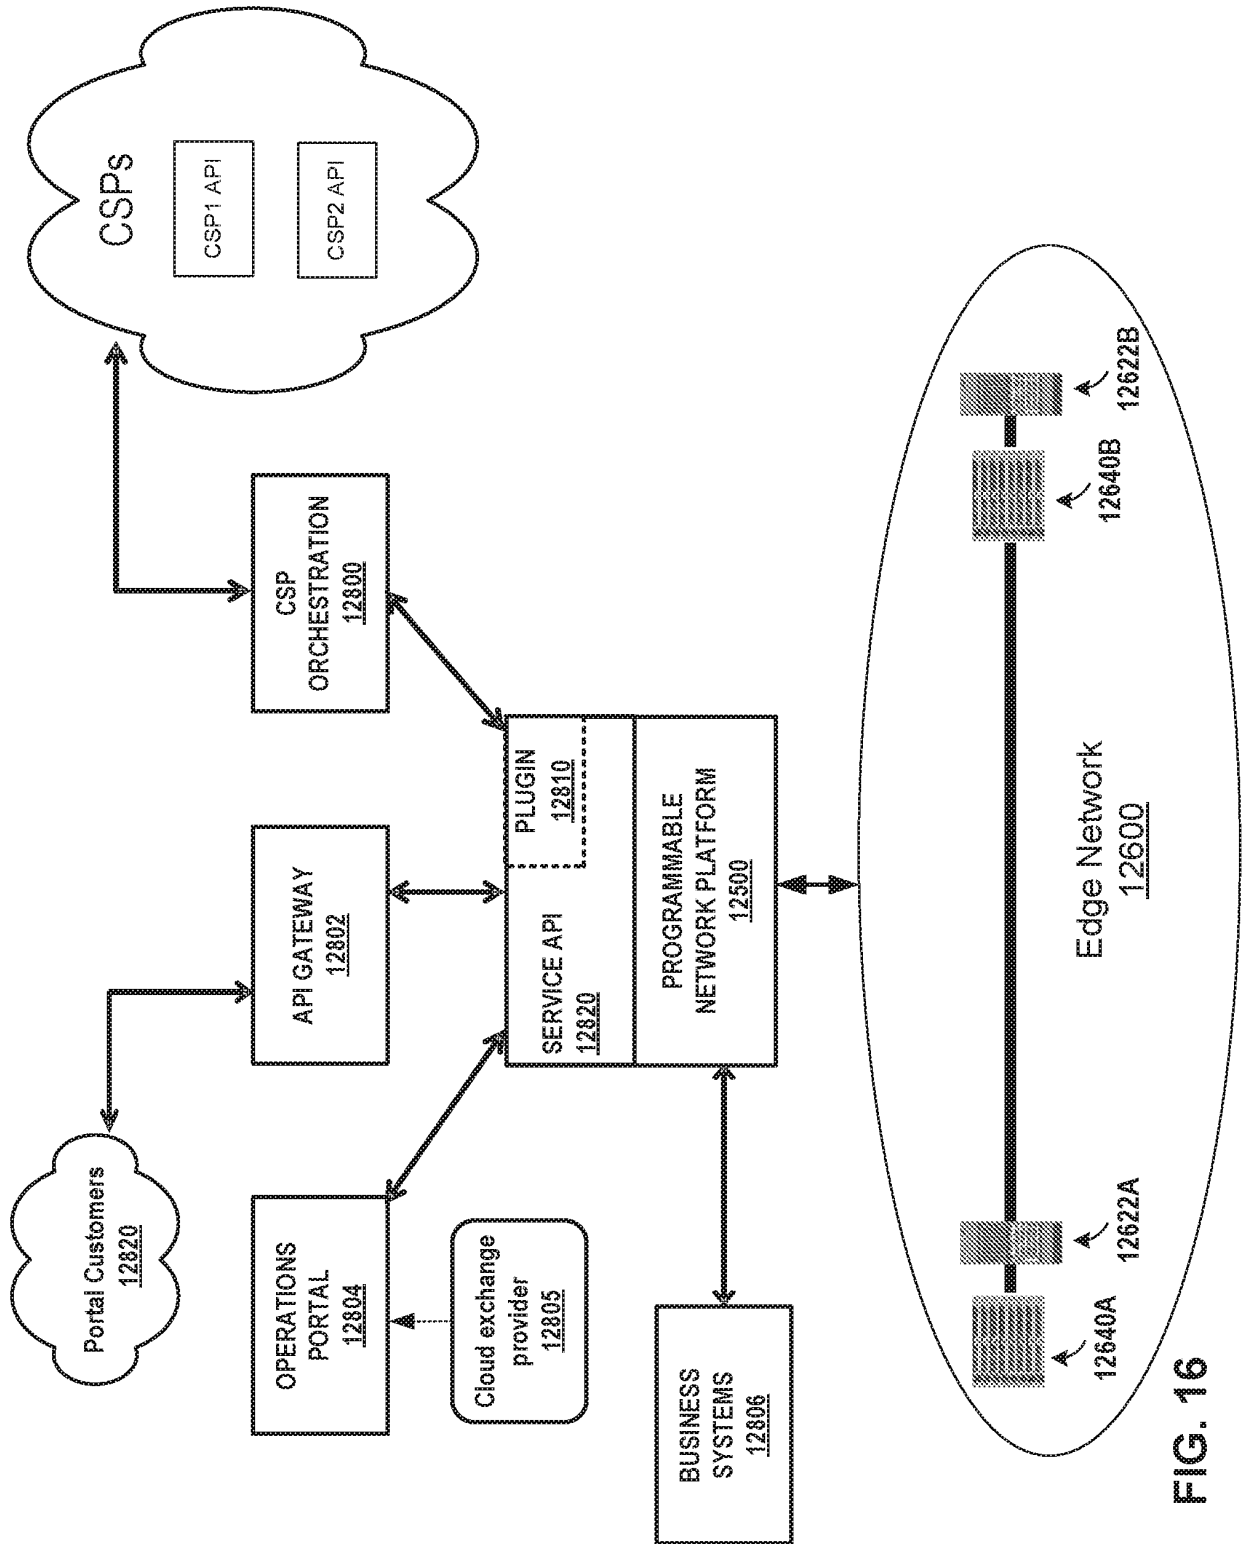 Portal Customers
12820
CSPs
CSP1 API
CSP2 API
OPERATIONS
PORTAL
12804
API GATEWAY
12802
CSP
ORCHESTRATION
12800
Cloud exchange
provider
12805
SERVICE API
12820
PLUGIN
12810
PROGRAMMABLE
NETWORK PLATFORM
12500
BUSINESS
SYSTEMS
12806
12640A
12622A
12640B
12622B
Edge Network
12600
FIG. 16